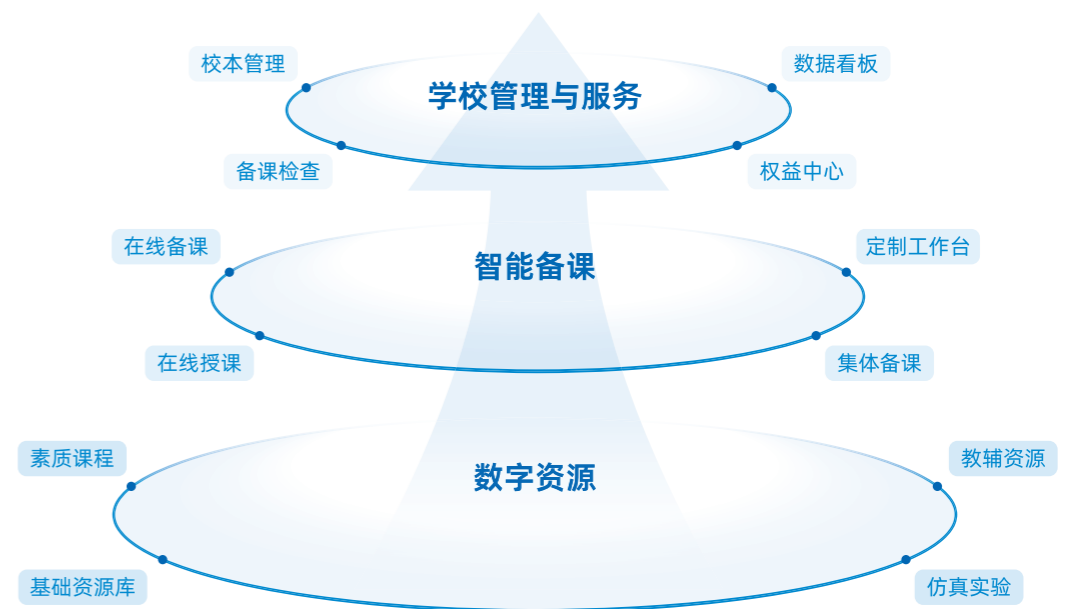 校本管理
数据看板
学校管理与服务
备课检查
权益中心
在线备课
定制工作台
智能备课
在线授课
集体备课
素质课程
教辅资源
数字资源
基础资源库
仿真实验